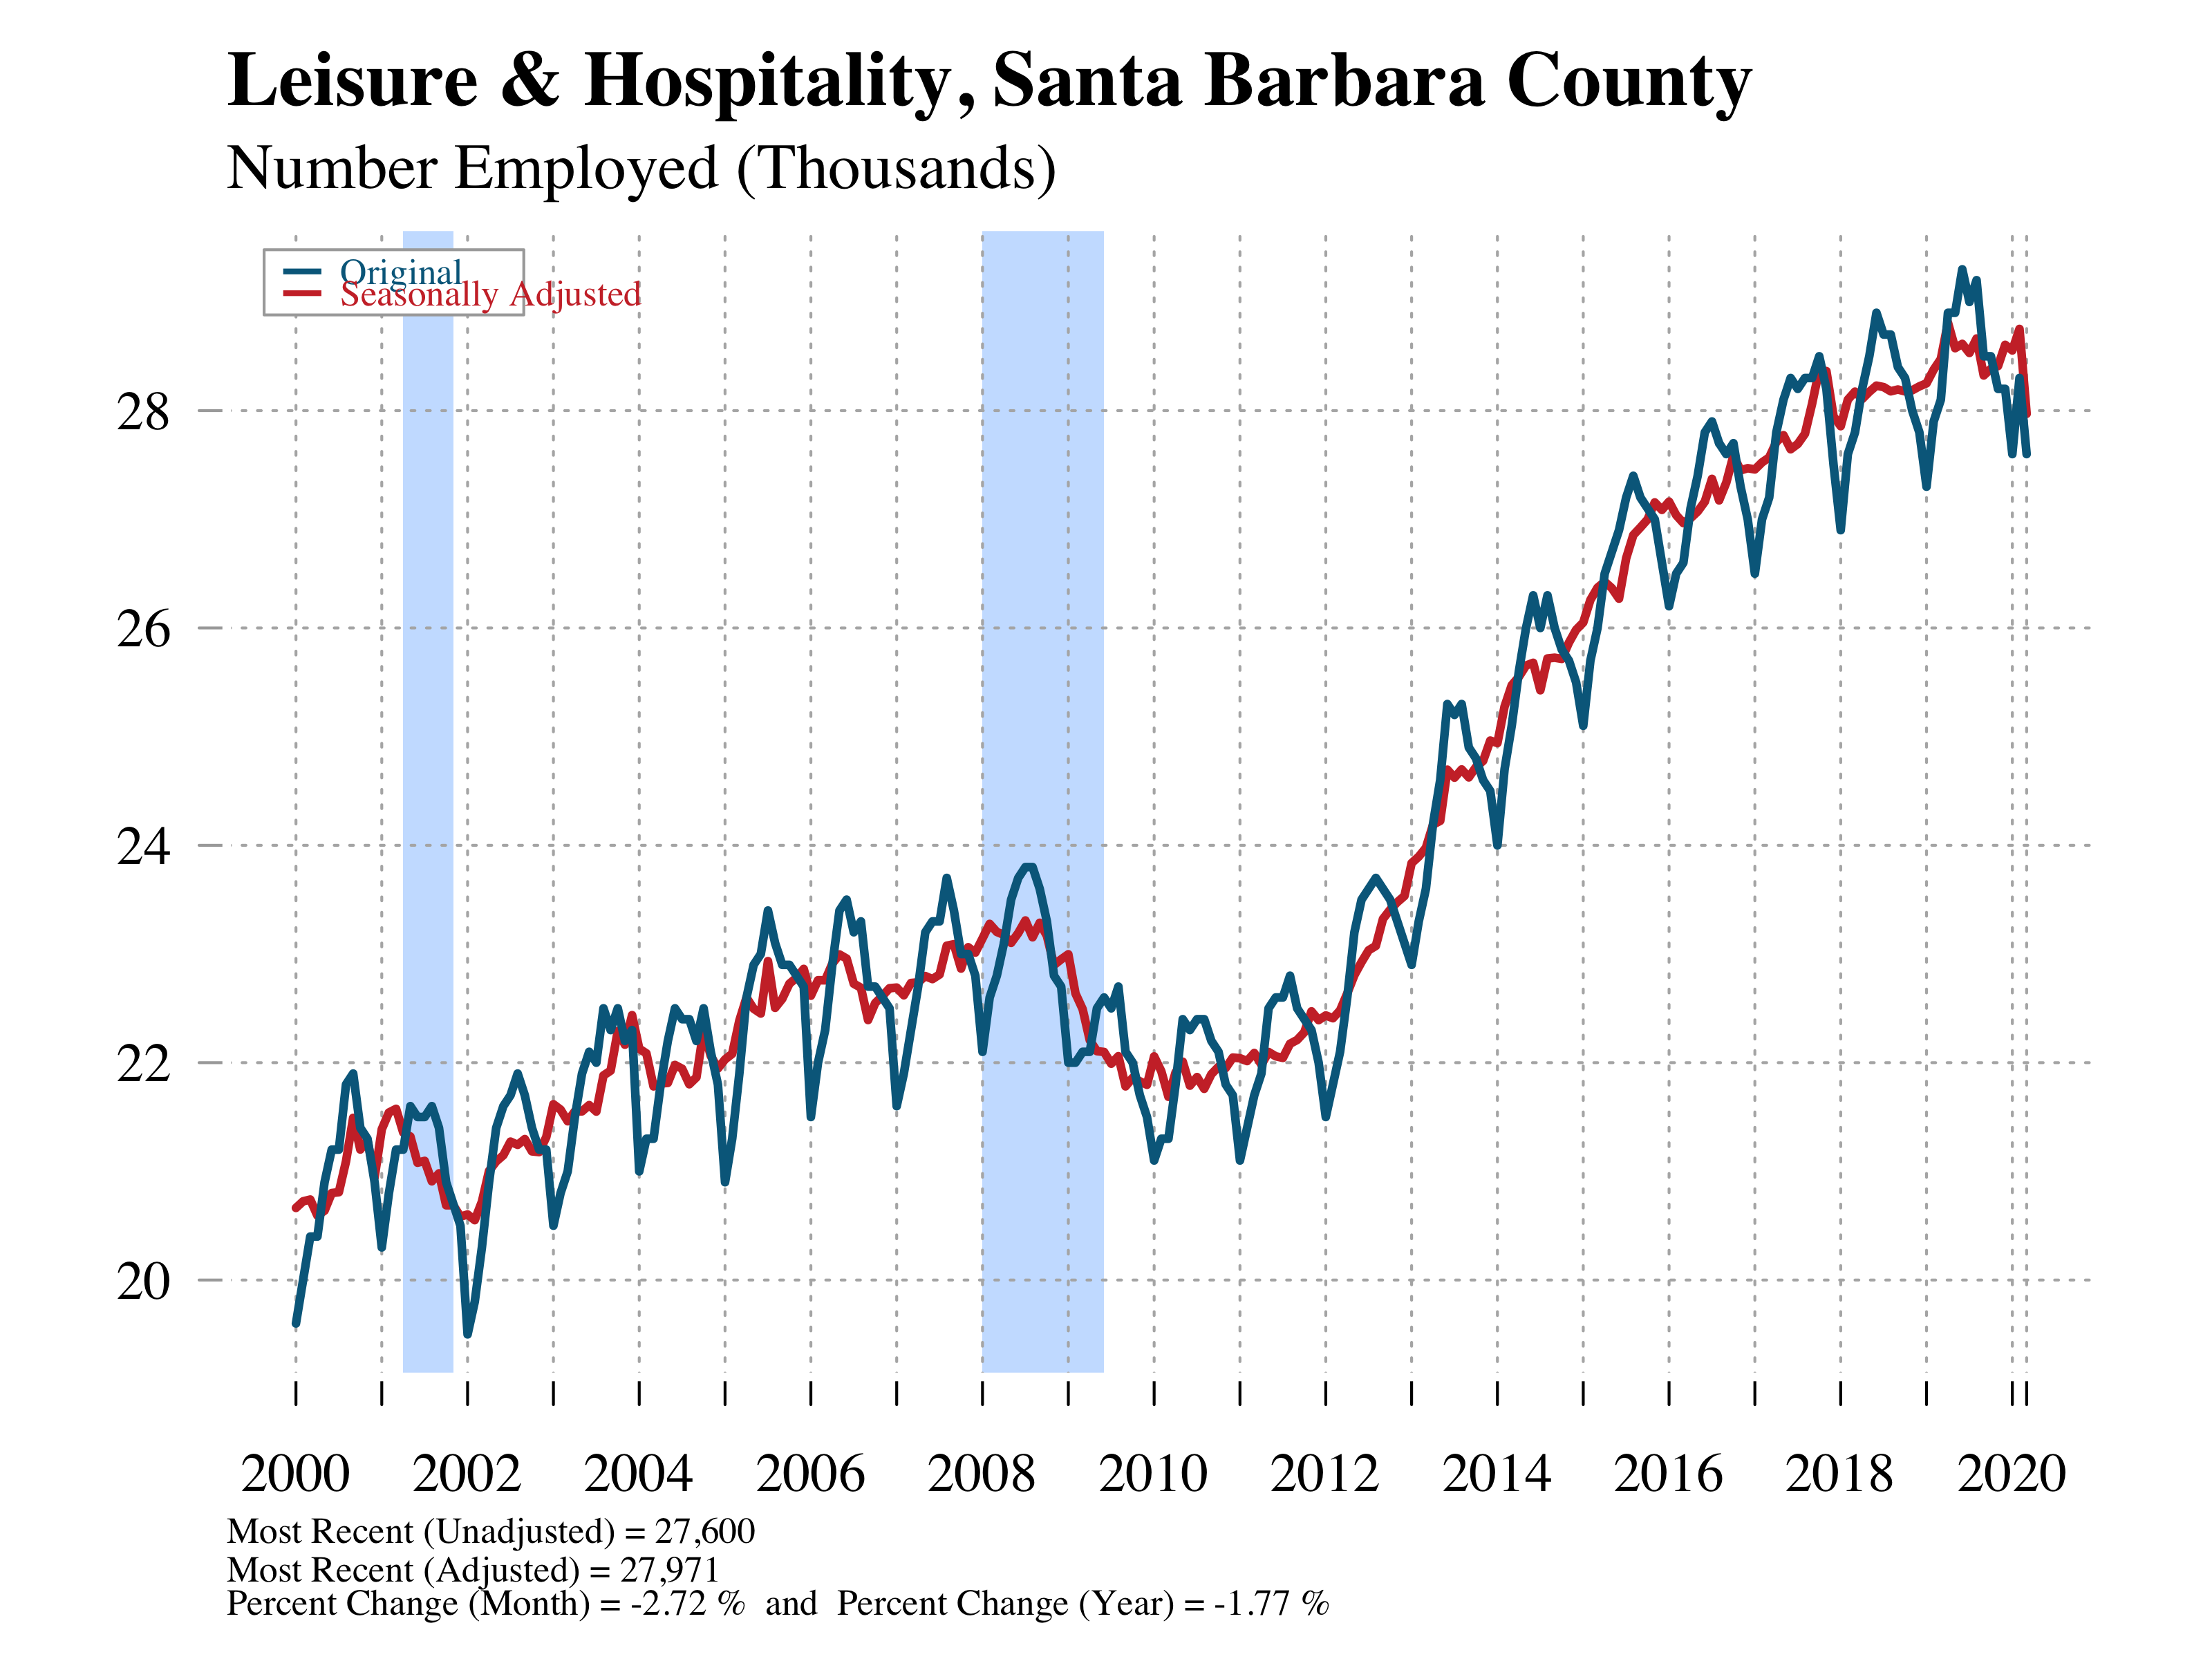 Leisure & Hospitality, Santa Barbara County
Number Employed (Thousands)
Original
Seasonally Adjusted
28
26
24
22
20
2000 2002 2004 2006 2008 2010 2012 2014 2016 2018 2020
Most Recent (Unadjusted) = 27,600
Most Recent (Adjusted) = 27,971
Percent Change (Month) = -2.72 % and Percent Change (Year) = -1.77 %